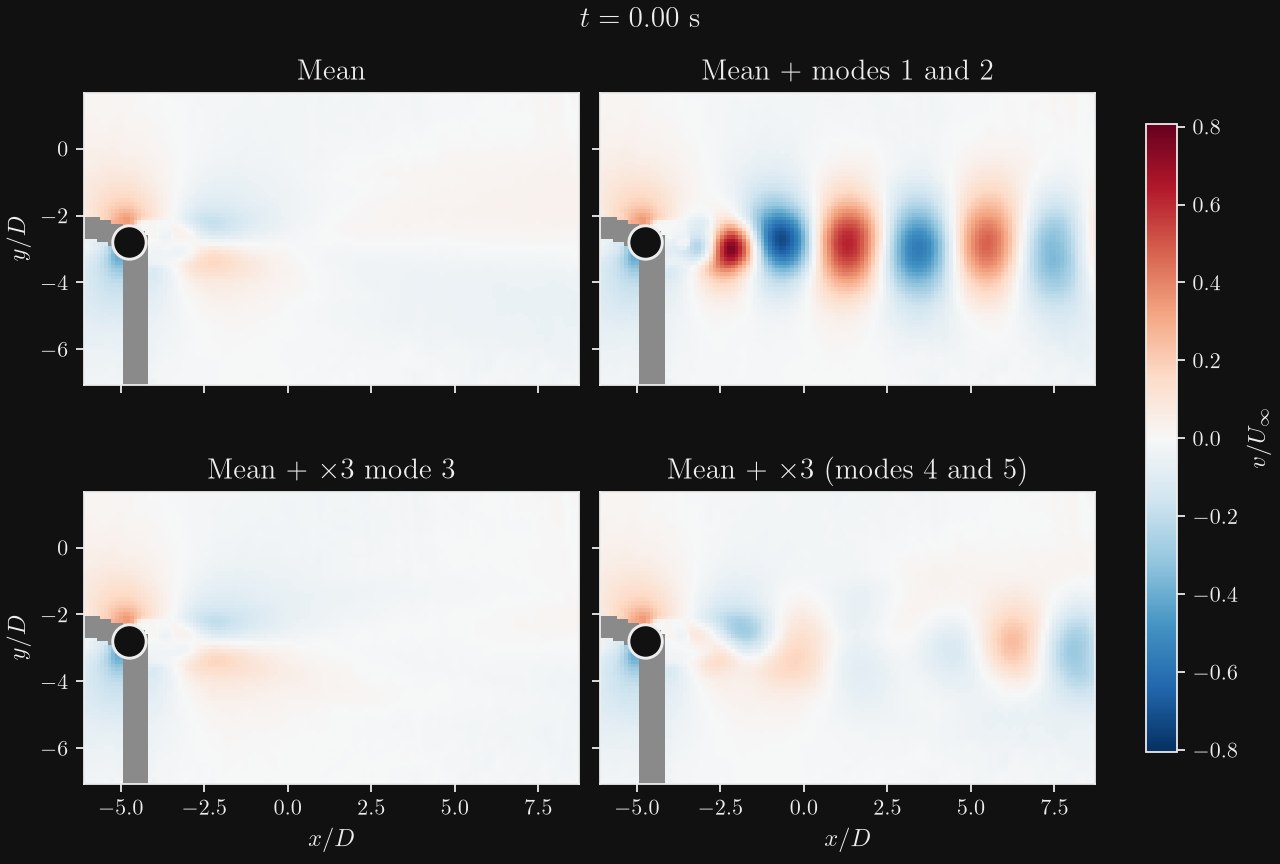 t = 0.00 s
Mean
Mean + modes 1 and 2
0
−2
−4
−6
y/D
Mean + ×3 mode 3
Mean + ×3 (modes 4 and 5)
0
−2
−4
−6
y/D
−5.0 −2.5 0.0 2.5 5.0 7.5
−5.0 −2.5 0.0 2.5 5.0 7.5
x/D
x/D
0.8
0.6
0.4
0.2
0.0
−0.2
−0.4
−0.6
−0.8
v/U∞